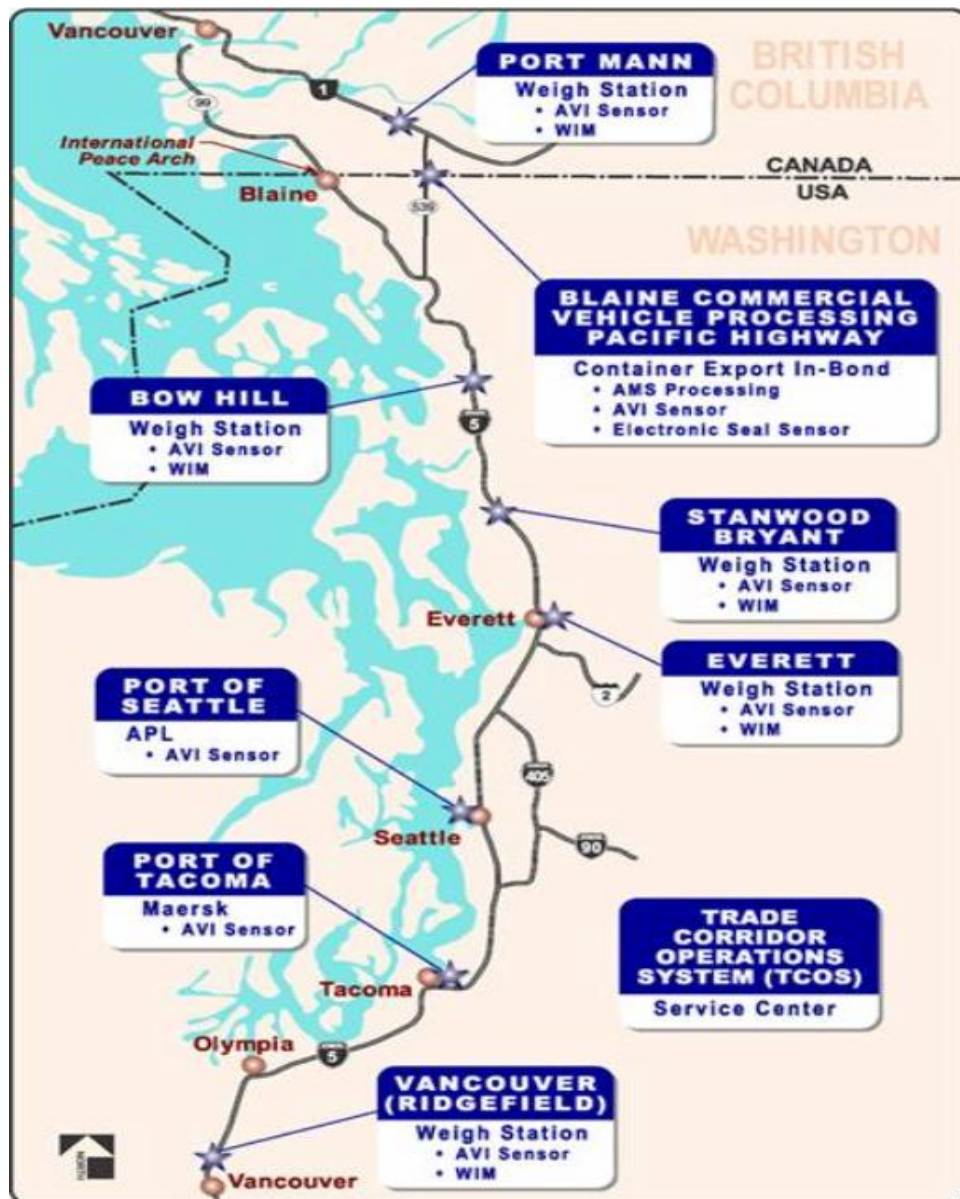 Vancouver
PORT MANN
Weigh Station
• AVI Sensor
• WIM
BRITISH
COLUMBIA
1
99
International
Peace Arch
Blaine
CANADA
USA
539
WASHINGTON
BLAINE COMMERCIAL
VEHICLE PROCESSING
PACIFIC HIGHWAY
Container Export In-Bond
• AMS Processing
• AVI Sensor
• Electronic Seal Sensor
BOW HILL
Weigh Station
• AVI Sensor
• WIM
5
STANWOOD
BRYANT
Weigh Station
• AVI Sensor
• WIM
Everett
EVERETT
Weigh Station
• AVI Sensor
• WIM
2
PORT OF
SEATTLE
APL
• AVI Sensor
405
Seattle
90
PORT OF
TACOMA
Maersk
• AVI Sensor
TRADE
CORRIDOR
OPERATIONS
SYSTEM (TCOS)
Service Center
Tacoma
Olympia
5
VANCOUVER
(RIDGEFIELD)
Weigh Station
• AVI Sensor
• WIM
NORTH
Vancouver